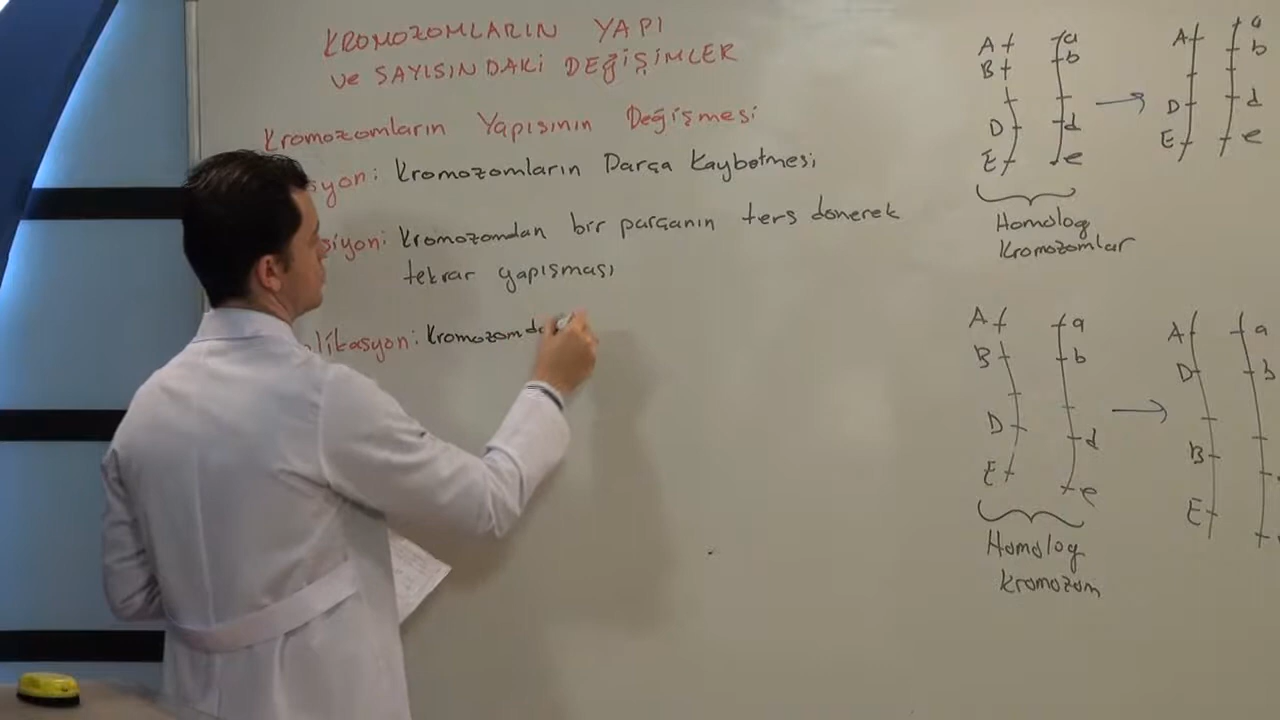 KROMOZOMLARIN YAPI
ve SAYISINDAKİ DEĞİŞİMLER
Kromozomların Yapısının Değişmesi
syon: Kromozomların Darça Kaybetmesi
siyon: Kromozomdan bir parçanın ters dönerek
tekrar yapışması
likasyon: Kromozomda
A a
B b
D d
E e
Homolog
Kromozomlar
A a
b
D d
E e
A a
B b
D d
E e
Homolog
Kromozom
A a
D b
B
E